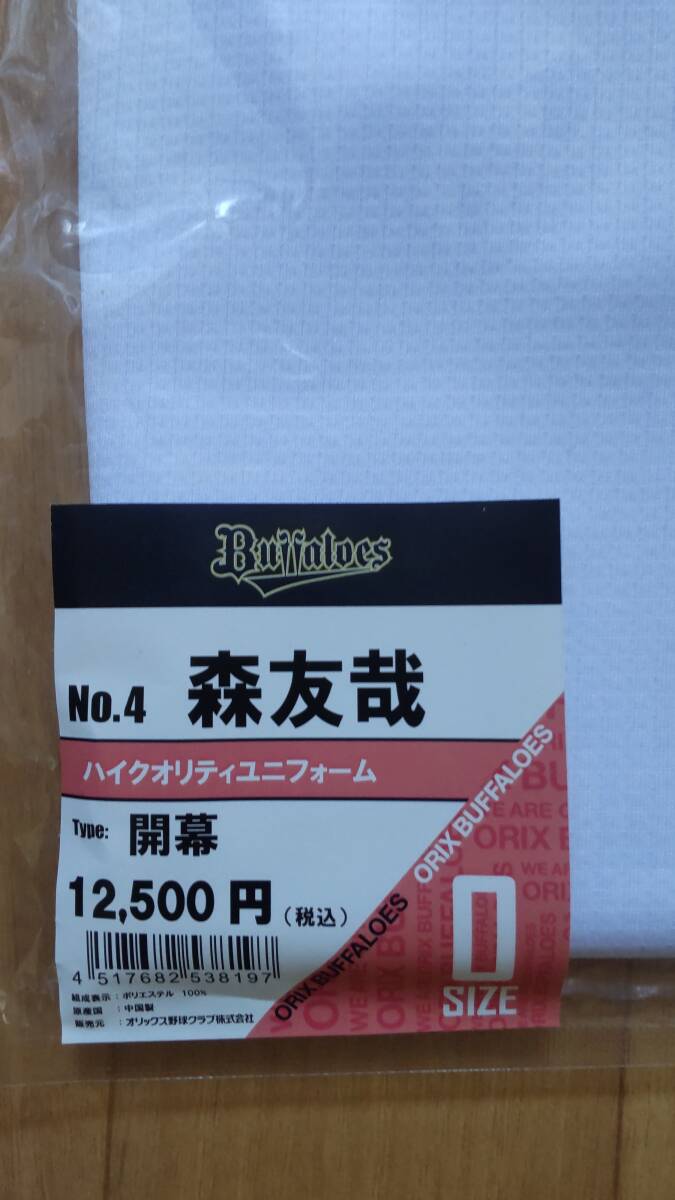 Buffaloes
No.4 森友哉
ハイクオリティユニフォーム
Type: 開幕
12,500円(税込)
4 517682 538197
組成表示:ポリエステル 100%
原産国 :中国製
販売元 :オリックス野球クラブ株式会社
ORIX BUFFALOES
ORIX BUFFALOES
O
SIZE
WE ARE O
ORIX B
WE AR
ORI